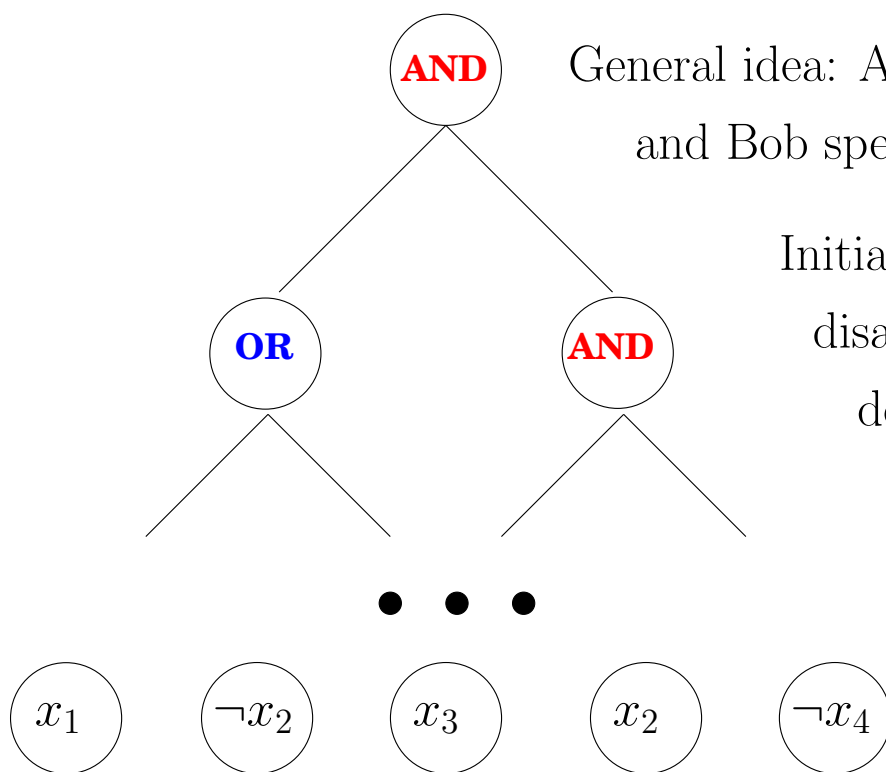 AND
General idea: A
and Bob spe
Initia
OR
AND
disa
de
x₁ ¬x₂ x₃ x₂ ¬x₄